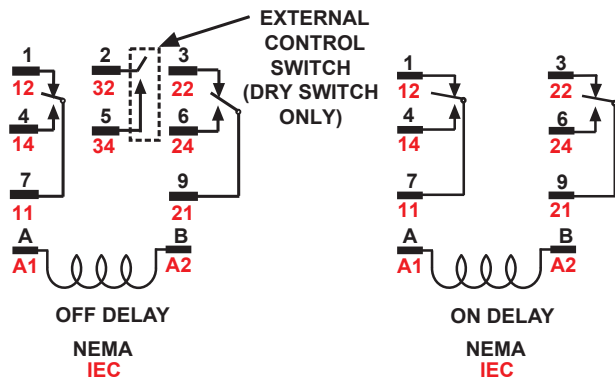 EXTERNAL
CONTROL
SWITCH
(DRY SWITCH
ONLY)
1
12
2
32
3
22
4
14
5
34
6
24
7
11
9
21
A
A1
B
A2
OFF DELAY
NEMA
IEC
1
12
3
22
4
14
6
24
7
11
9
21
A
A1
B
A2
ON DELAY
NEMA
IEC